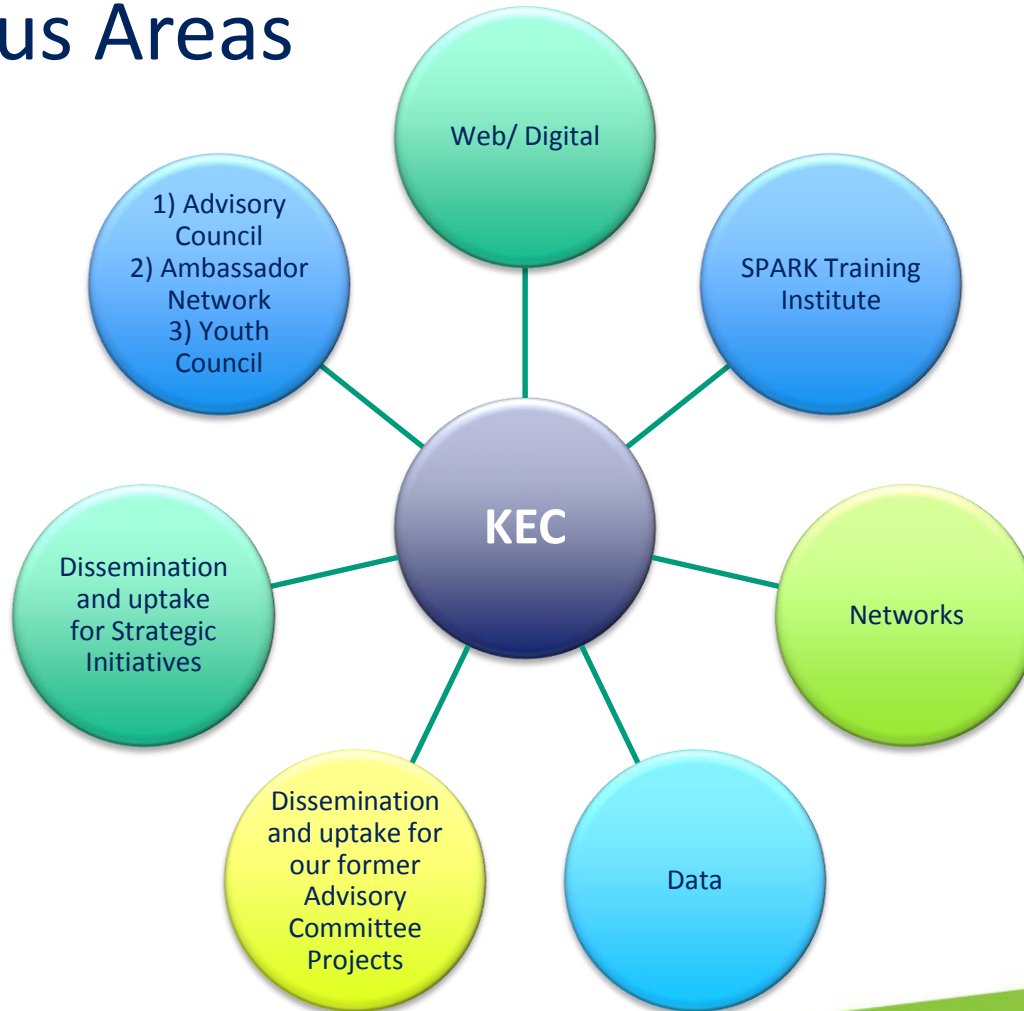 us Areas
Web/ Digital
1) Advisory
Council
2) Ambassador
Network
3) Youth
Council
SPARK Training
Institute
KEC
Dissemination
and uptake
for Strategic
Initiatives
Networks
Dissemination
and uptake for
our former
Advisory
Committee
Projects
Data